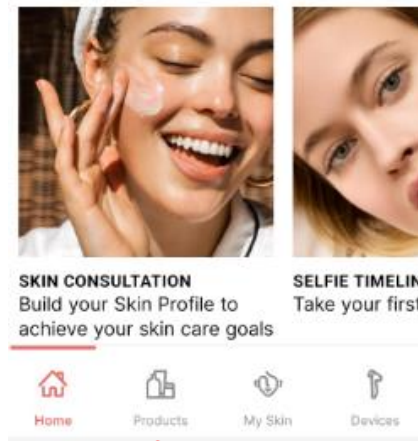 SKIN CONSULTATION
Build your Skin Profile to
achieve your skin care goals
SELFIE TIMELIN
Take your first
Home
Products
My Skin
Devices